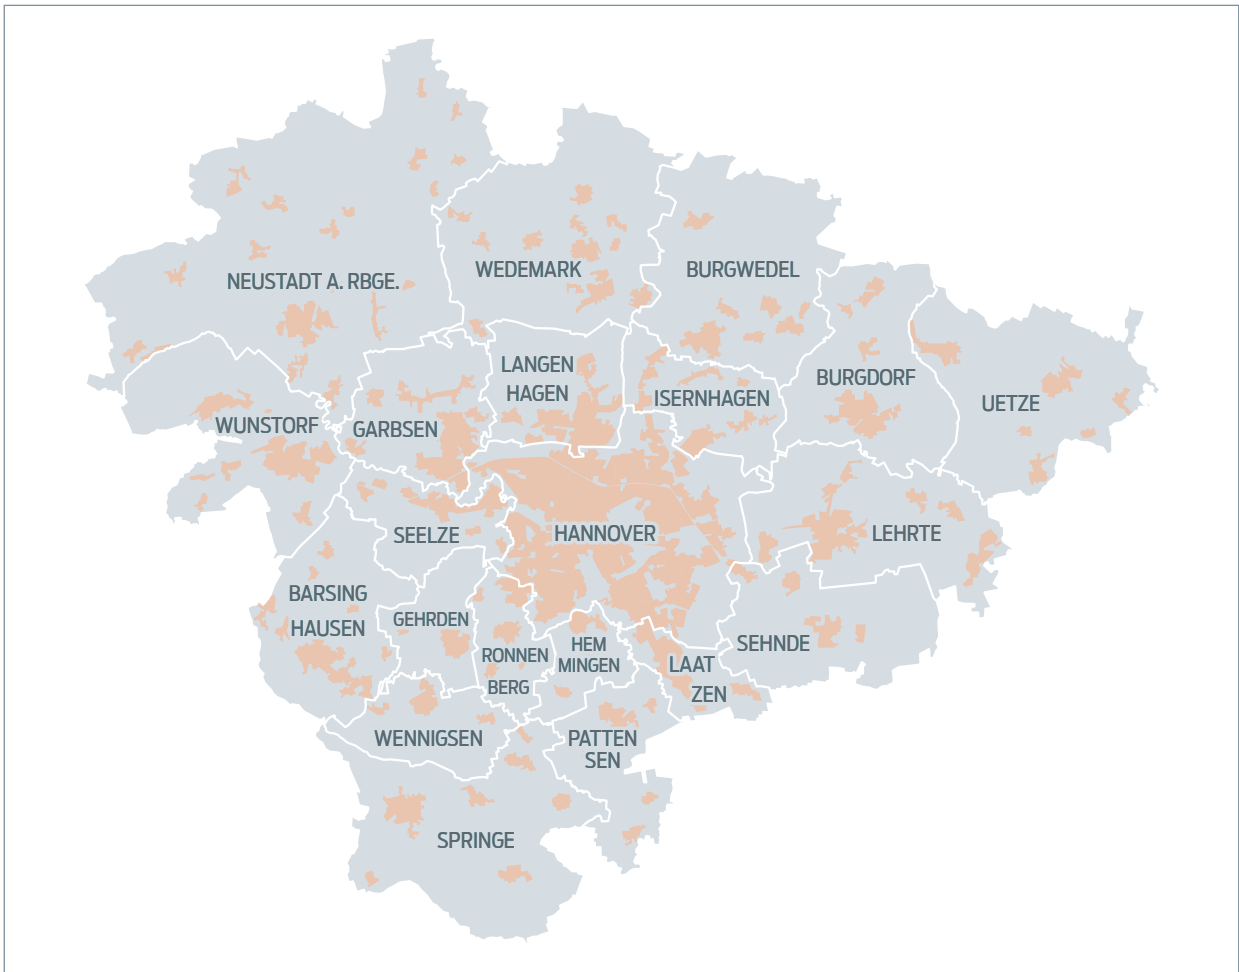 WEDEMARK
BURGWEDEL
NEUSTADT A. RBGE.
LANGEN
HAGEN
BURGDORF
ISERNHAGEN
UETZE
WUNSTORF
GARBSEN
SEELZE
HANNOVER
LEHRTE
BARSING
HAUSEN
GEHRDEN
RONNEN
BERG
HEM
MINGEN
LAAT
ZEN
SEHNDE
WENNIGSEN
PATTEN
SEN
SPRINGE